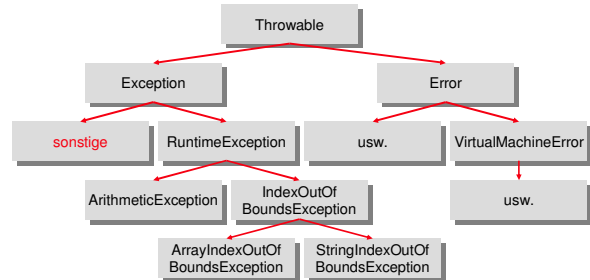 Throwable
Exception
Error
sonstige
RuntimeException
usw.
VirtualMachineError
ArithmeticException
IndexOutOf
BoundsException
usw.
ArrayIndexOutOf
BoundsException
StringIndexOutOf
BoundsException